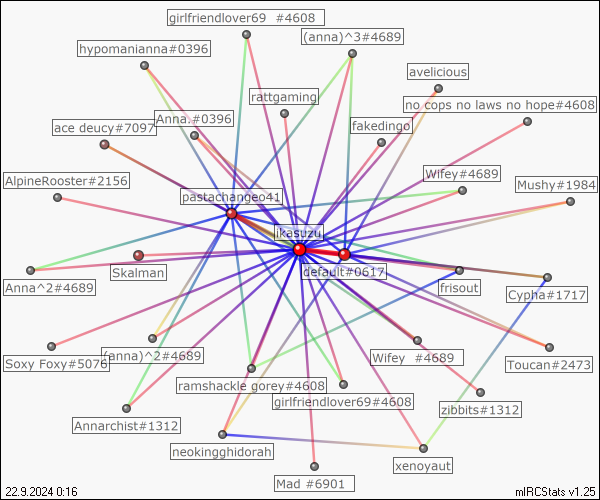 girlfriendlover69 #4608
(anna)^3#4689
hypomanianna#0396
avelicious
rattgaming
no cops no laws no hope#4608
Anna.#0396
ace deucy#7097
fakedingo
AlpineRooster#2156
Wifey#4689
Mushy#1984
pastachangeo41
ikasuzu
Skalman
default#0617
Anna^2#4689
frisout
Cypha#1717
Soxy Foxy#5076
(anna)^2#4689
Wifey #4689
Toucan#2473
ramshackle gorey#4608
girlfriendlover69#4608
zibbits#1312
Annarchist#1312
neokingghidorah
xenoyaut
Mad #6901
22.9.2024 0:16
mIRCStats v1.25